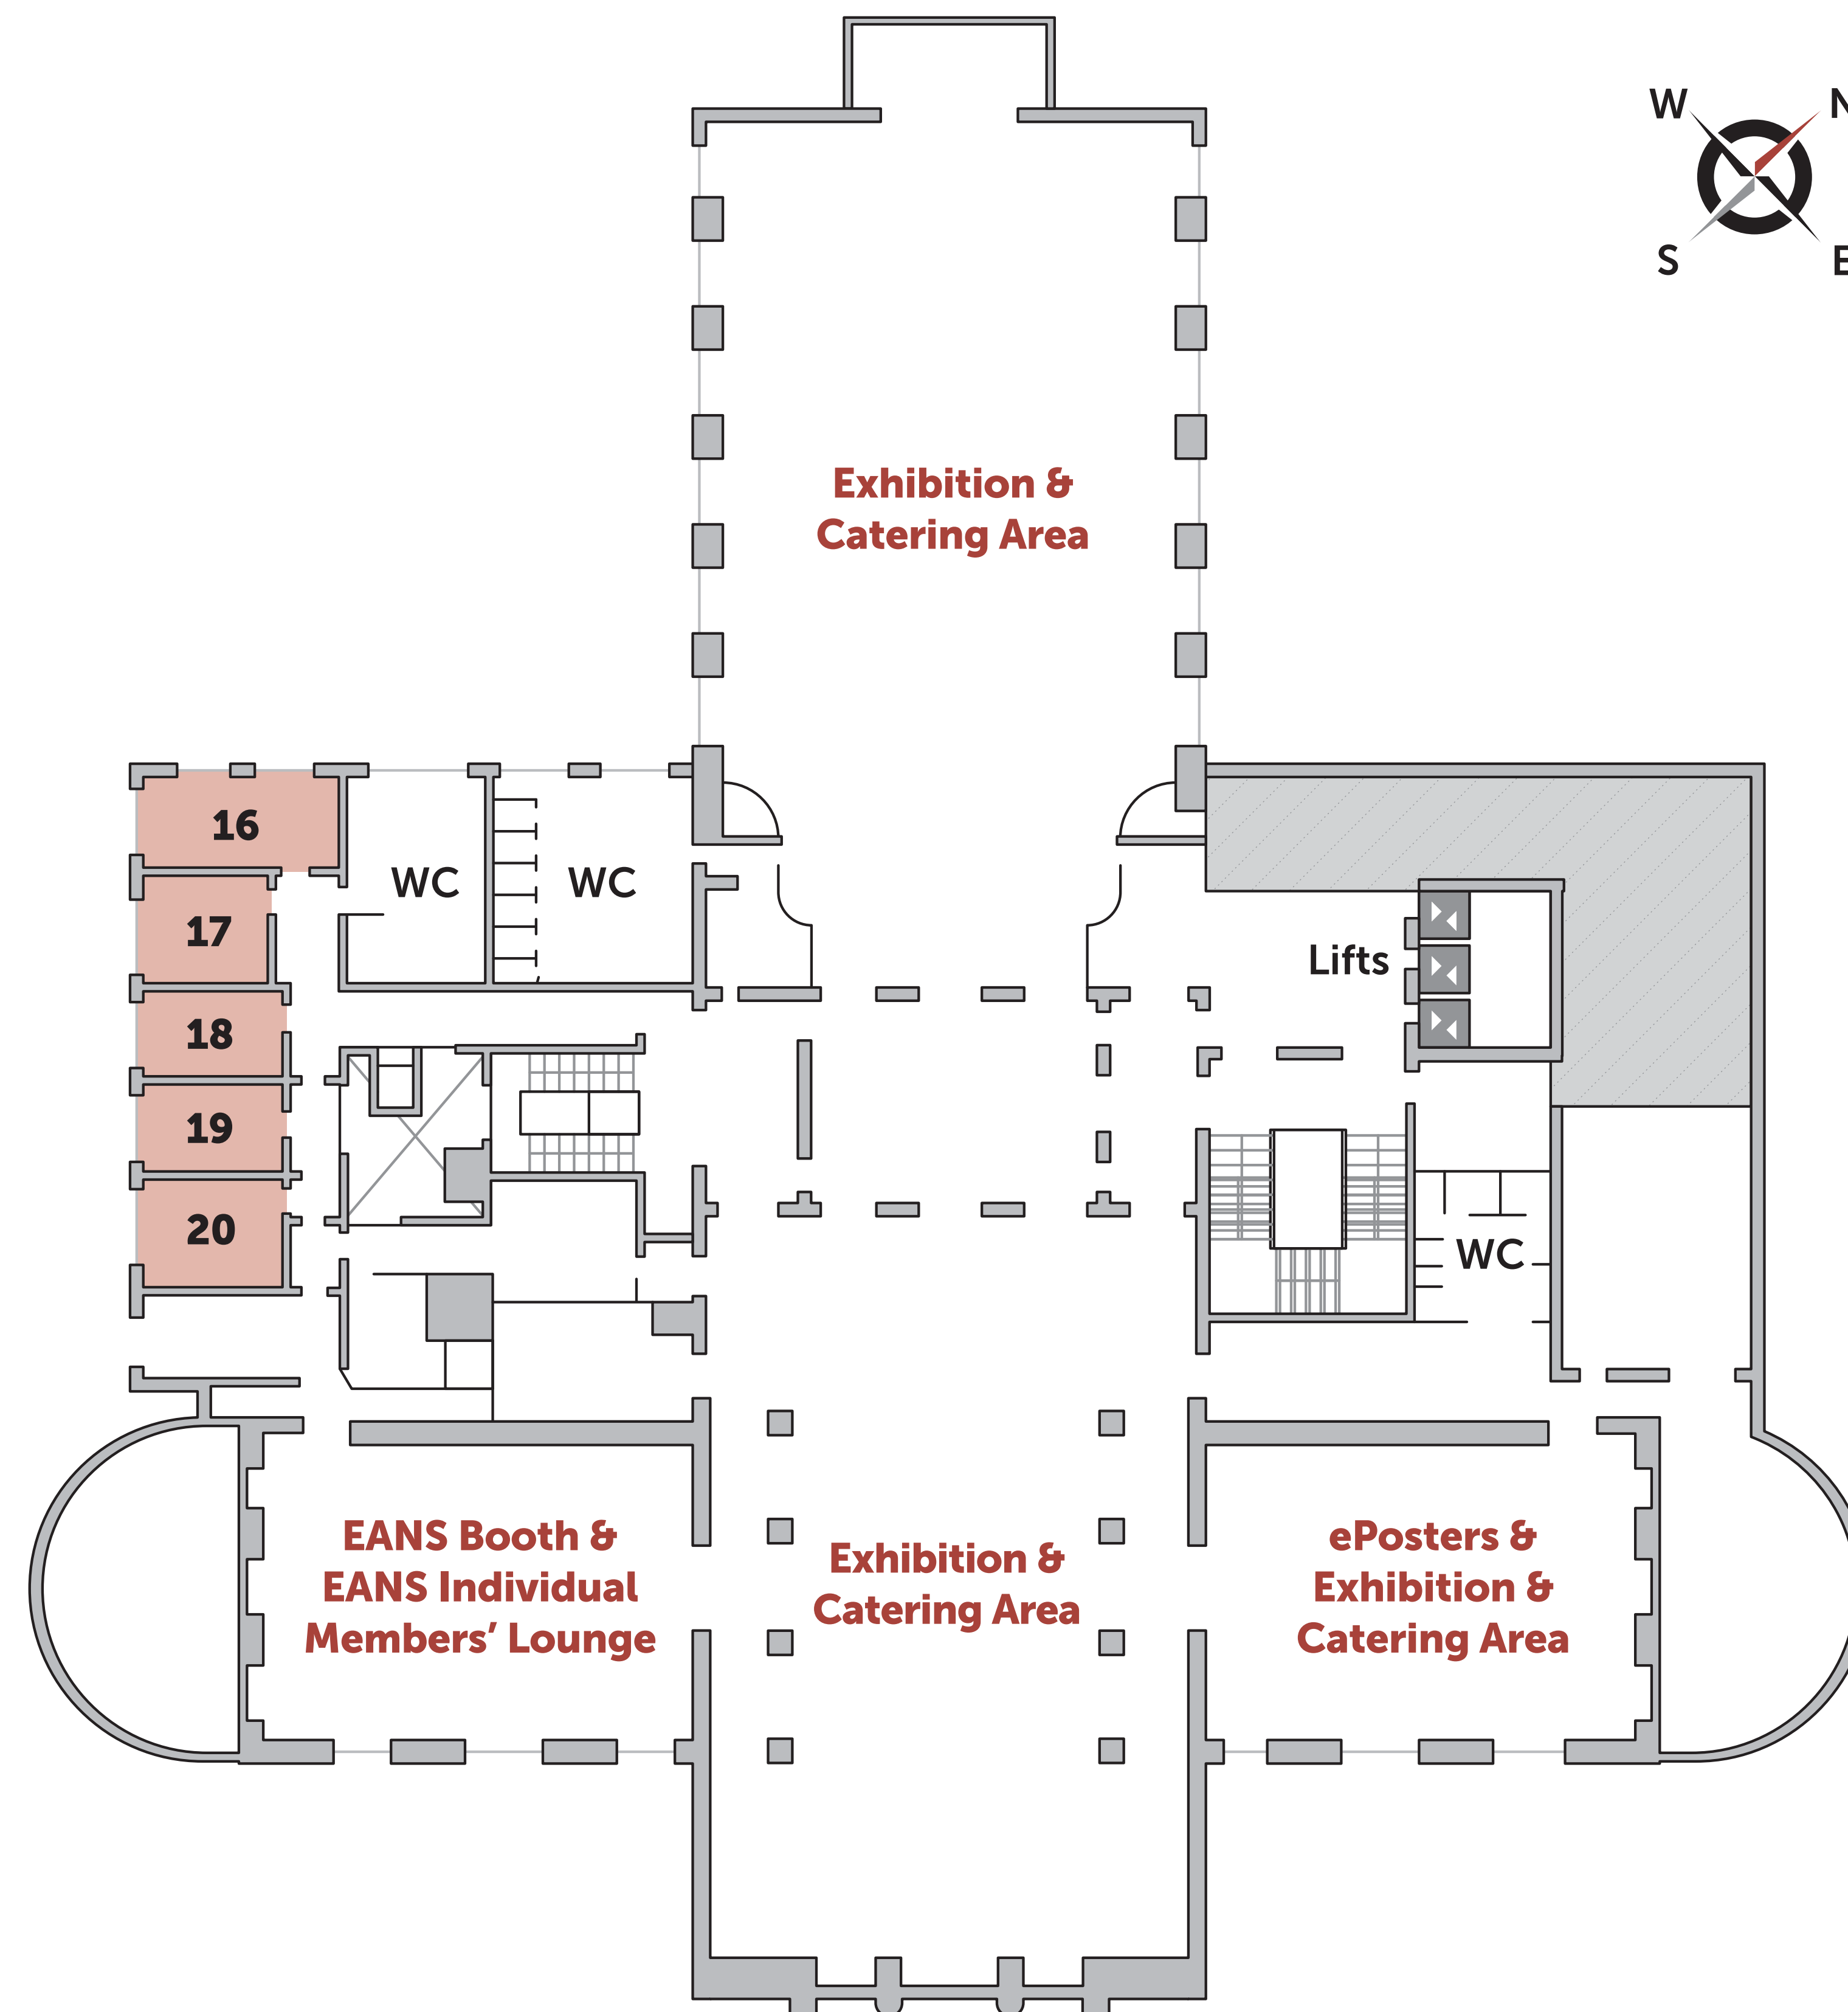 W
N
S
E
Exhibition &
Catering Area
16
WC
WC
17
Lifts
18
19
20
WC
EANS Booth &
EANS Individual
Members' Lounge
Exhibition &
Catering Area
ePosters &
Exhibition &
Catering Area